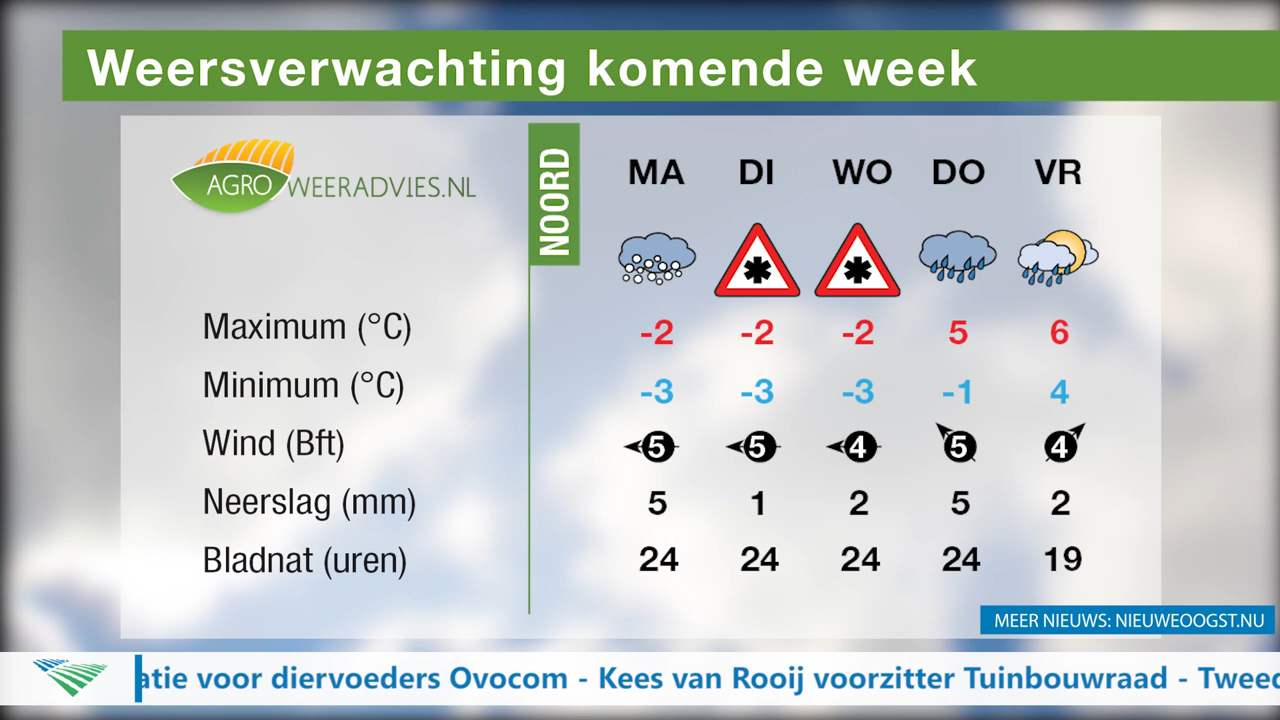 Weersverwachting komende week
AGRO WEERADVIES.NL
NOORD
MA DI WO DO VR
Maximum (°C) -2 -2 -2 5 6
Minimum (°C) -3 -3 -3 -1 4
Wind (Bft) 5 5 4 5 4
Neerslag (mm) 5 1 2 5 2
Bladnat (uren) 24 24 24 24 19
MEER NIEUWS: NIEUWEOOGST.NU
atie voor diervoeders Ovocom - Kees van Rooij voorzitter Tuinbouwraad - Tweed